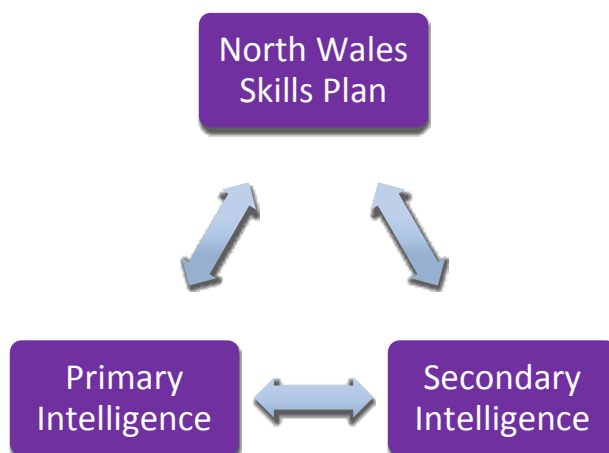 North Wales
Skills Plan
Primary
Intelligence
Secondary
Intelligence